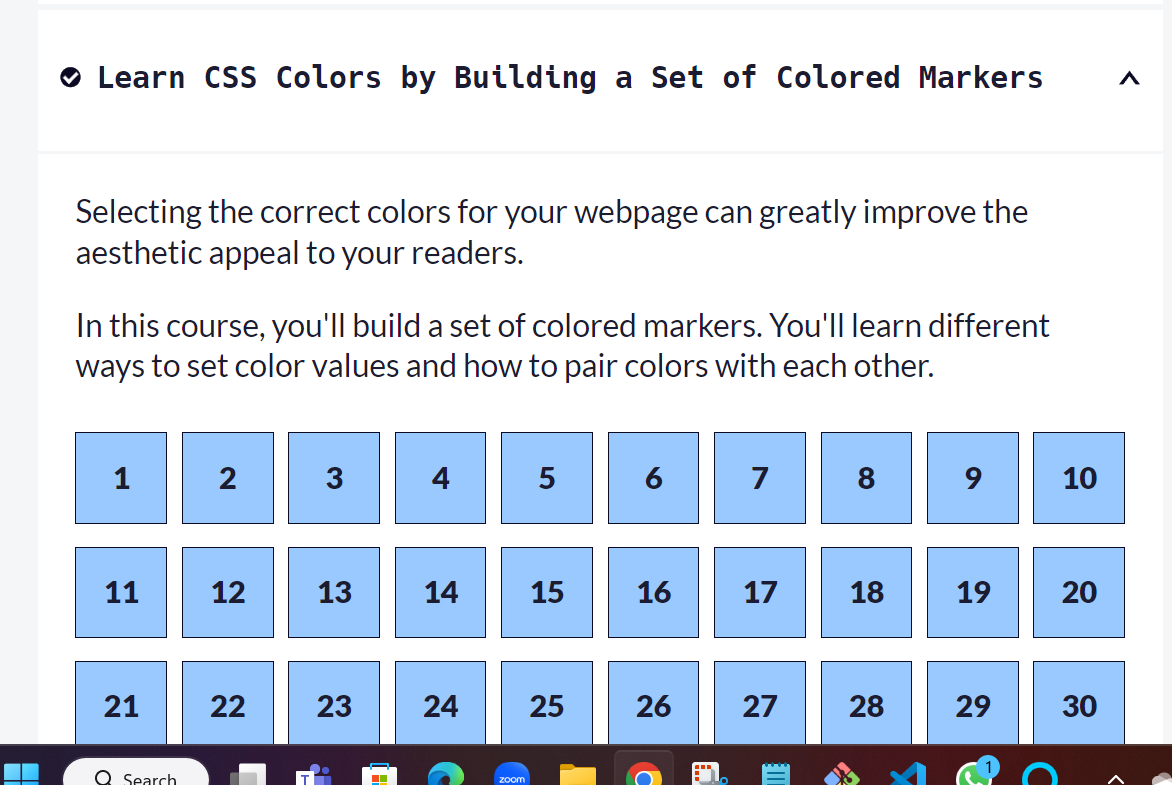 Learn CSS Colors by Building a Set of Colored Markers
Selecting the correct colors for your webpage can greatly improve the
aesthetic appeal to your readers.
In this course, you'll build a set of colored markers. You'll learn different
ways to set color values and how to pair colors with each other.
1 2 3 4 5 6 7 8 9 10
11 12 13 14 15 16 17 18 19 20
21 22 23 24 25 26 27 28 29 30
Search T zoom 1